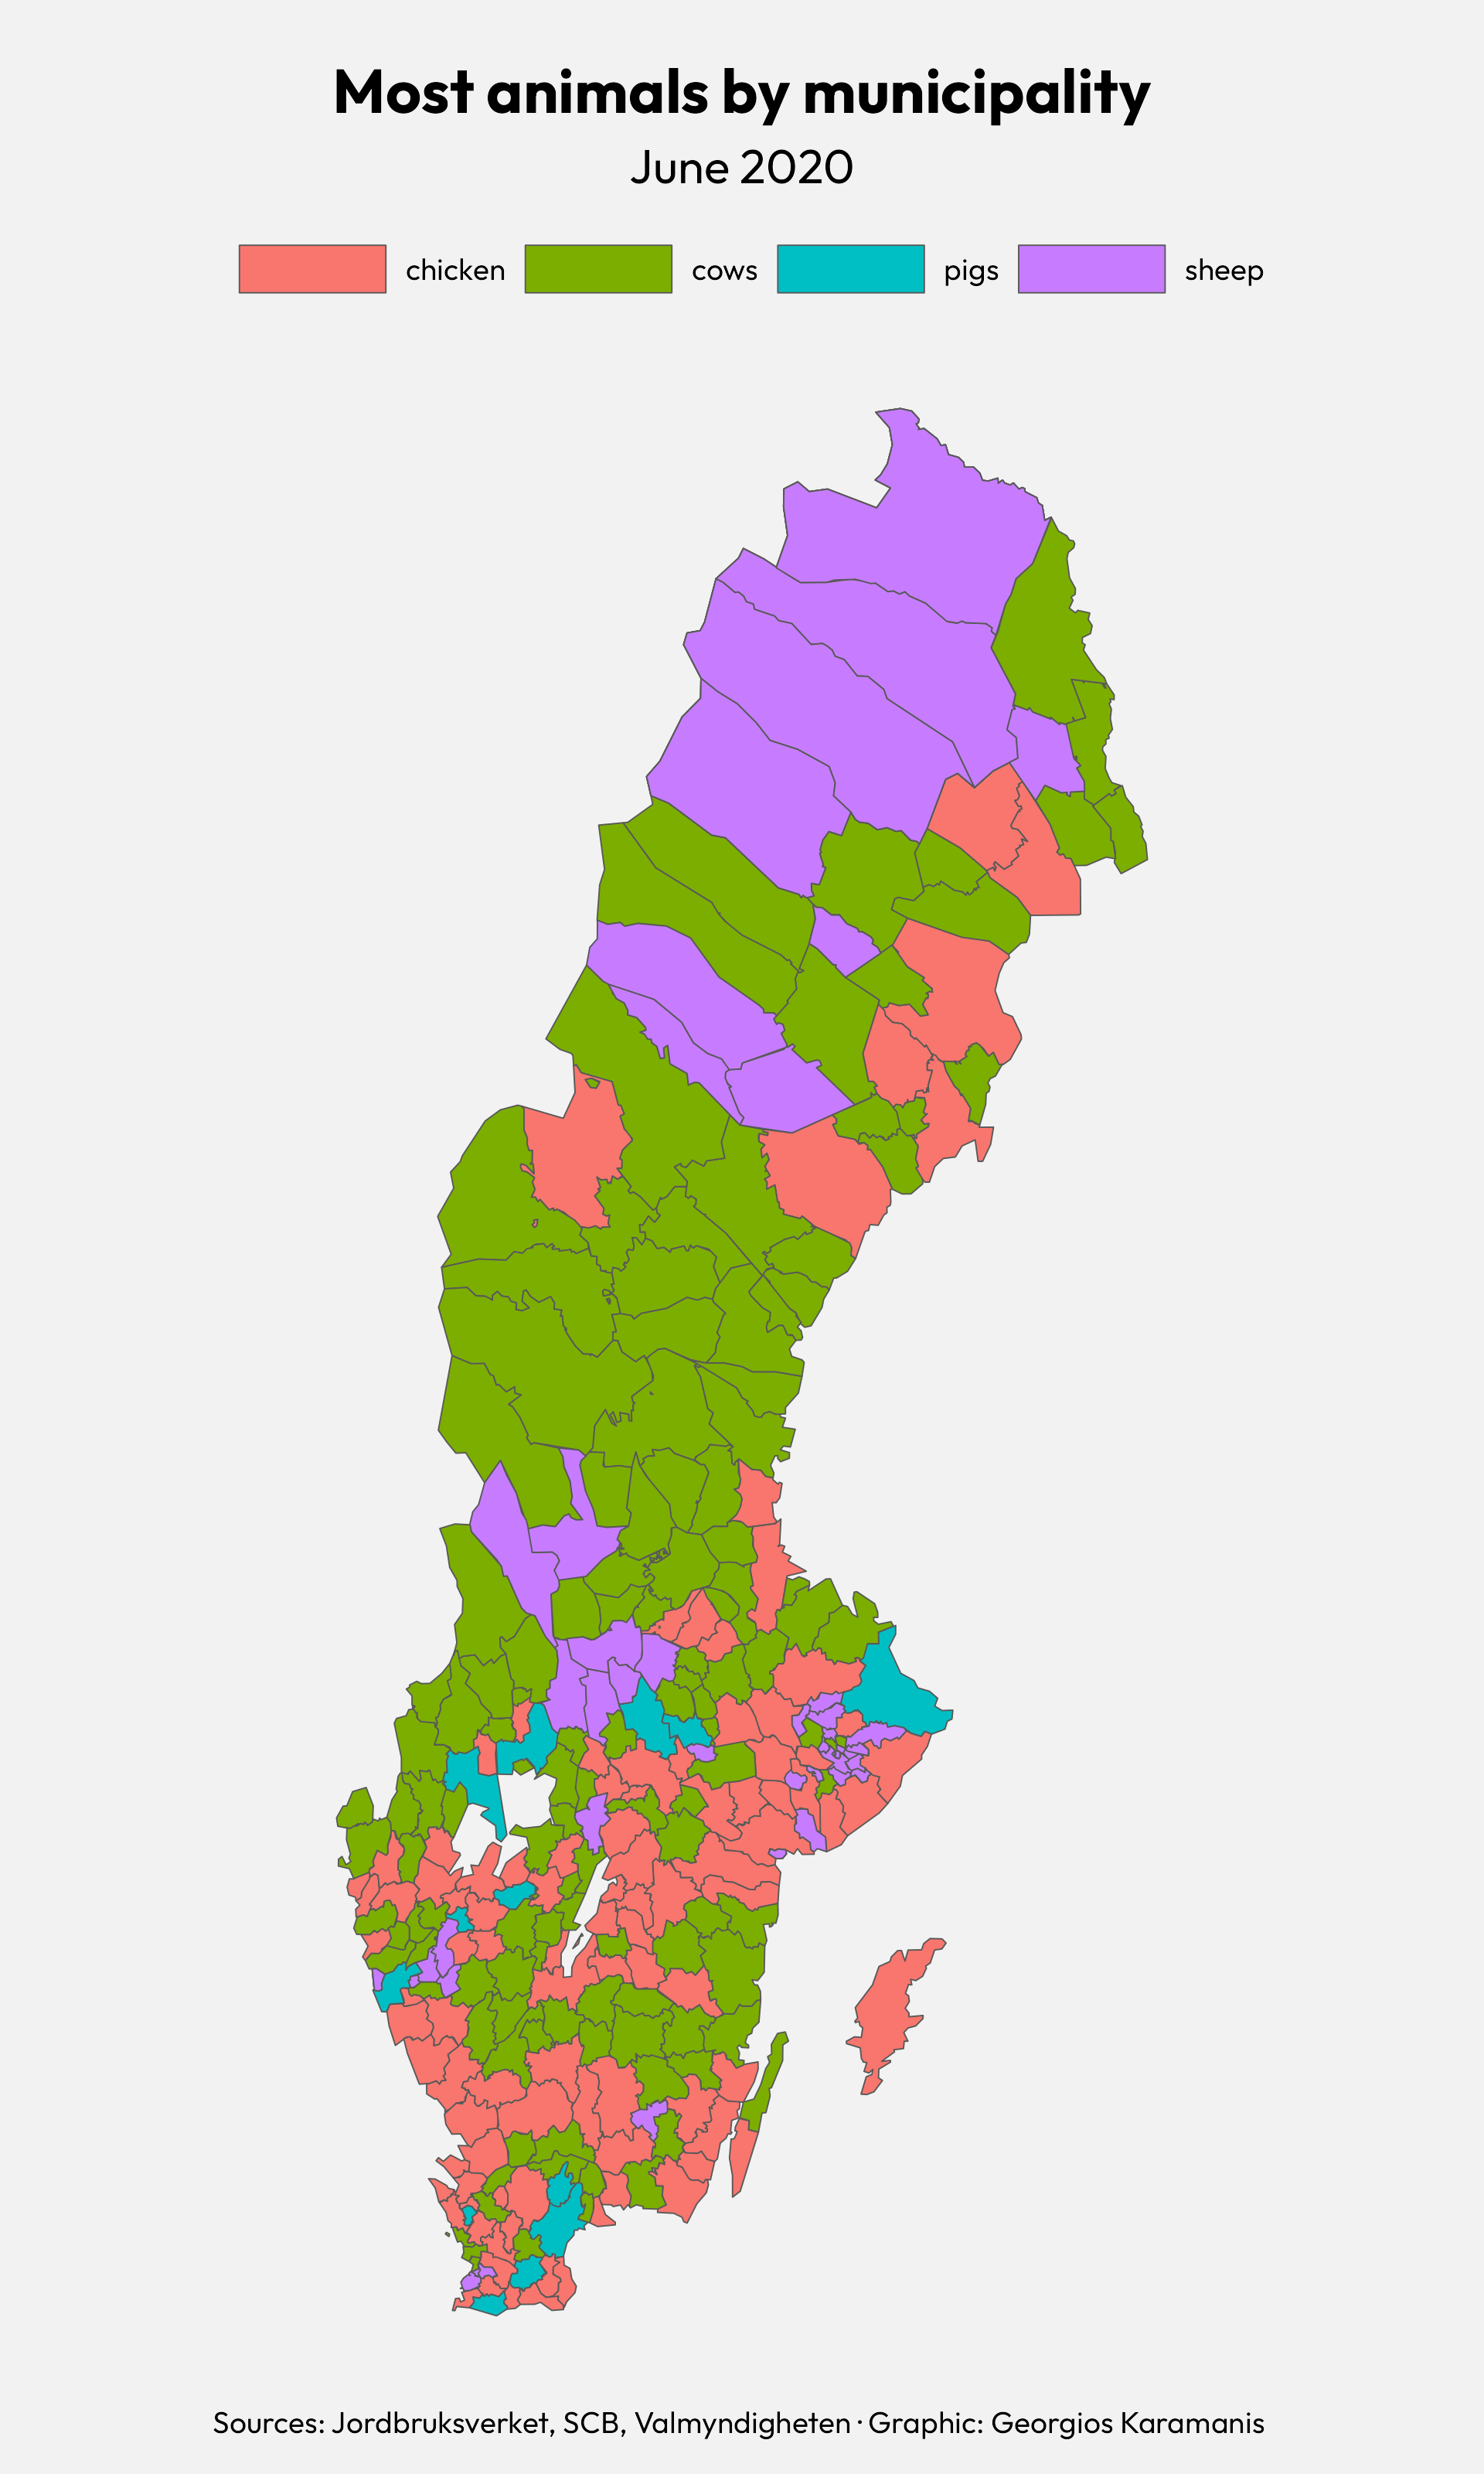 Most animals by municipality
June 2020
chicken cows pigs sheep
Sources: Jordbruksverket, SCB, Valmyndigheten · Graphic: Georgios Karamanis